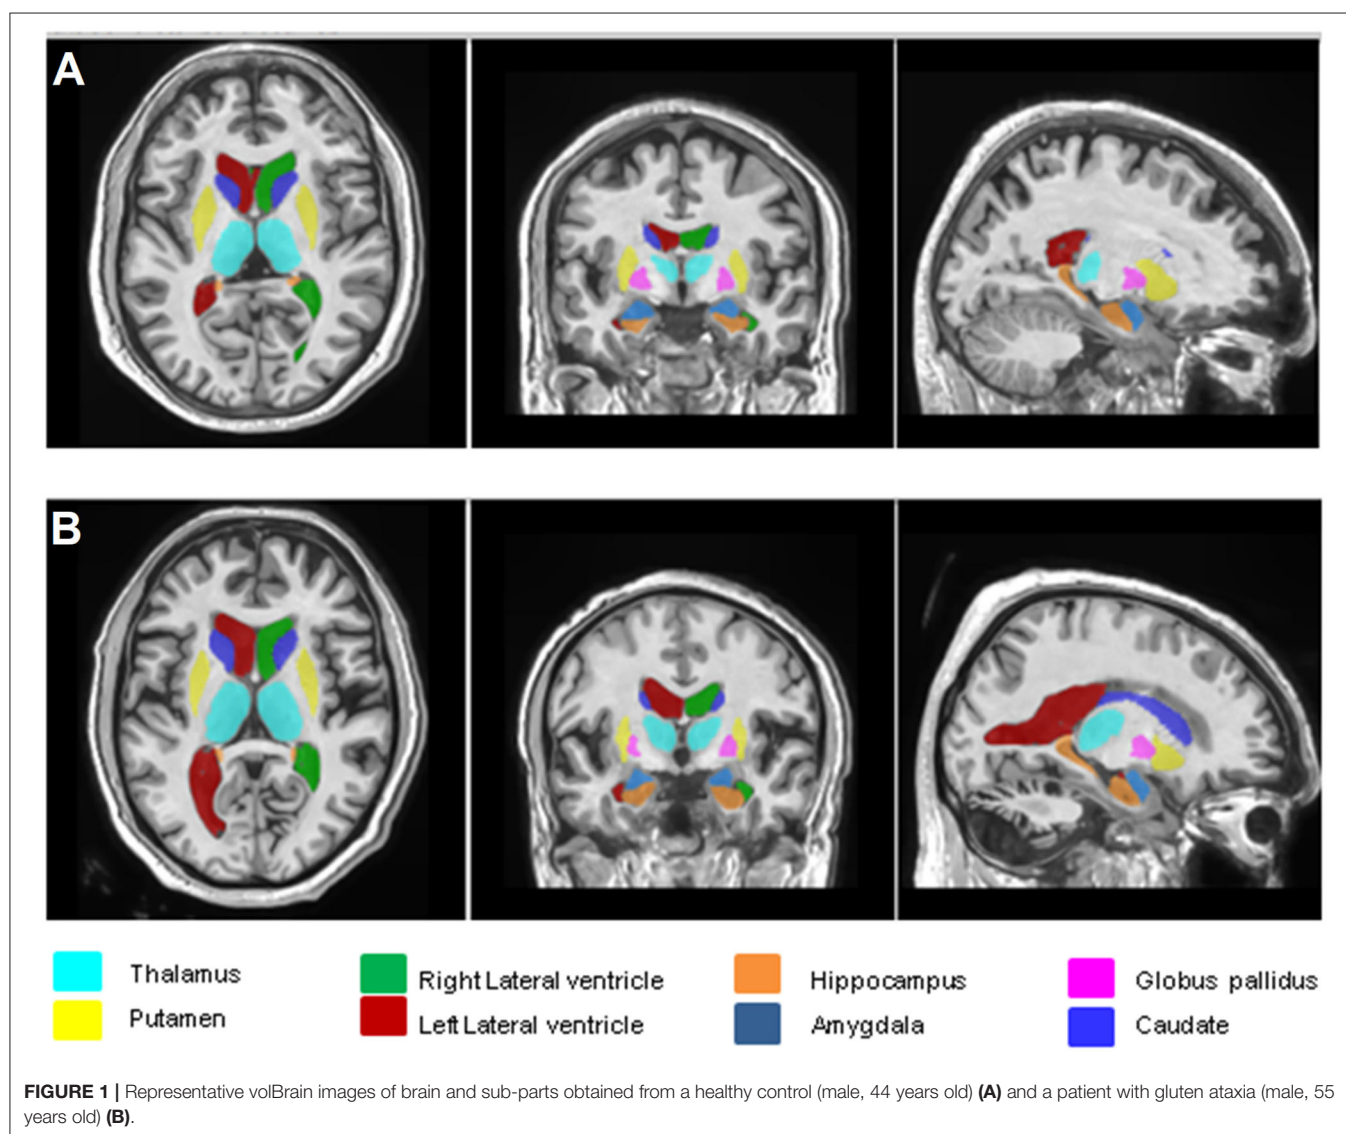 A
B
Thalamus
Putamen
Right Lateral ventricle
Left Lateral ventricle
Hippocampus
Amygdala
Globus pallidus
Caudate
FIGURE 1 | Representative volBrain images of brain and sub-parts obtained from a healthy control (male, 44 years old) (A) and a patient with gluten ataxia (male, 55
years old) (B).